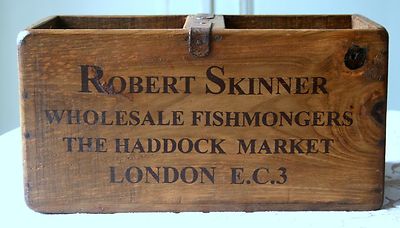 Robert Skinner
WHOLESALE FISHMONGERS
THE HADDOCK MARKET
LONDON E.C.3